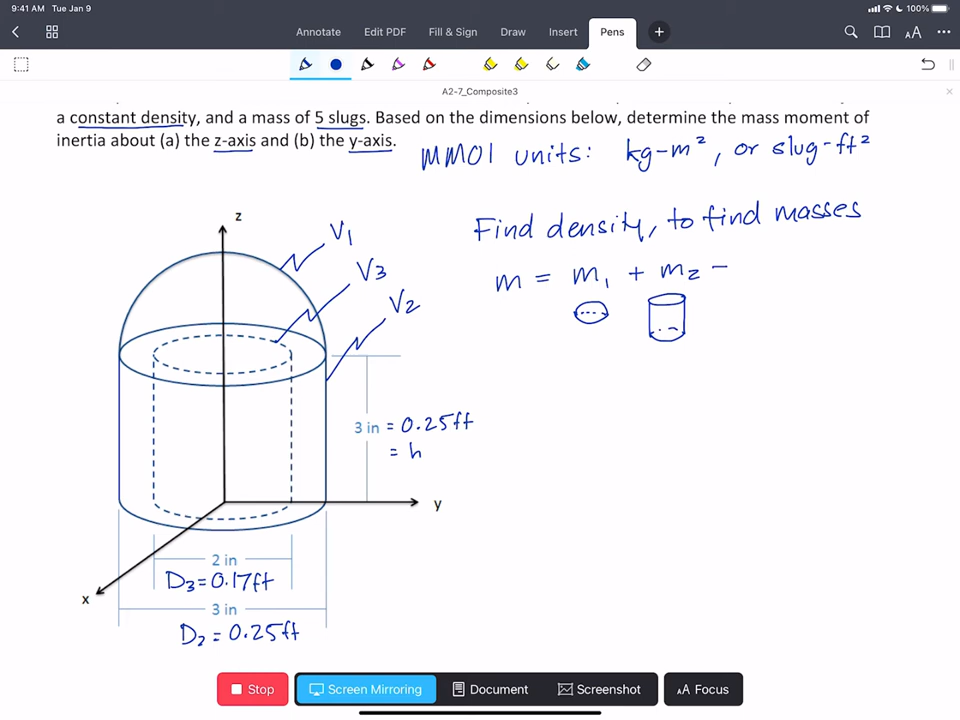 9:41 AM Tue Jan 9
100%
Annotate Edit PDF Fill & Sign Draw Insert Pens
AA
A2-7_Composite3
a constant density, and a mass of 5 slugs. Based on the dimensions below, determine the mass moment of
inertia about (a) the z-axis and (b) the y-axis.
MMOI units: kg-m², or slug-ft²
Find density, to find masses
m = m₁ + m₂ -
z
V₁
V₃
V₂
3 in = 0.25ft
= h
y
2 in
D₃ = 0.17ft
x
3 in
D₂ = 0.25ft
Stop Screen Mirroring Document Screenshot AA Focus